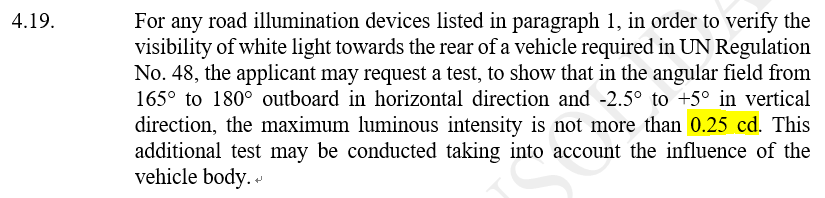 4.19. For any road illumination devices listed in paragraph 1, in order to verify the
visibility of white light towards the rear of a vehicle required in UN Regulation
No. 48, the applicant may request a test, to show that in the angular field from
165° to 180° outboard in horizontal direction and -2.5° to +5° in vertical
direction, the maximum luminous intensity is not more than 0.25 cd. This
additional test may be conducted taking into account the influence of the
vehicle body.